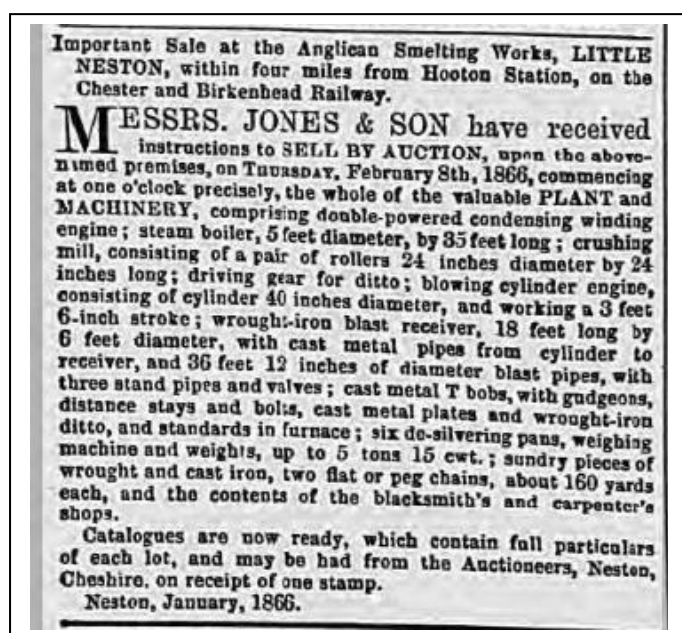 Important Sale at the Anglican Smelting Works, LITTLE
NESTON, within four miles from Hooton Station, on the
Chester and Birkenhead Railway.
MESSRS. JONES & SON have received
instructions to SELL BY AUCTION, upon the above-
named premises, on THURSDAY, February 8th, 1866, commencing
at one o'clock precisely, the whole of the valuable PLANT and
MACHINERY, comprising double-powered condensing winding
engine; steam boiler, 5 feet diameter, by 35 feet long; crushing
mill, consisting of a pair of rollers 24 inches diameter by 24
inches long; driving gear for ditto; blowing cylinder engine,
consisting of cylinder 40 inches diameter, and working a 3 feet
6-inch stroke; wrought-iron blast receiver, 18 feet long by
6 feet diameter, with cast metal pipes from cylinder to
receiver, and 36 feet 12 inches of diameter blast pipes, with
three stand pipes and valves; cast metal T bobs, with gudgeons,
distance stays and bolts, cast metal plates and wrought-iron
ditto, and standards in furnace; six de-silvering pans, weighing
machine and weights, up to 5 tons 15 cwt.; sundry pieces of
wrought and cast iron, two flat or peg chains, about 160 yards
each, and the contents of the blacksmith's and carpenter's
shops.
Catalogues are now ready, which contain full particulars
of each lot, and may be had from the Auctioneers, Neston,
Cheshire, on receipt of one stamp.
Neston, January, 1866.